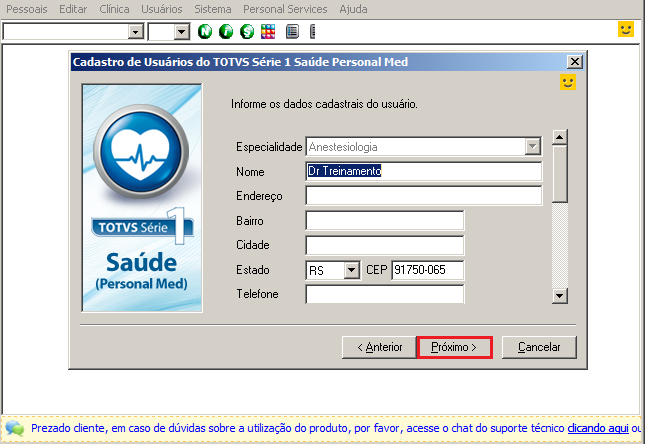 Pessoais Editar Clínica Usuários Sistema Personal Services Ajuda
N r $
Cadastro de Usuários do TOTVS Série 1 Saúde Personal Med
Informe os dados cadastrais do usuário.
Especialidade Anestesiologia
Nome Dr Treinamento
Endereço
Bairro
Cidade
Estado RS CEP 91750-065
Telefone
TOTVS Série 1
Saúde
(Personal Med)
< Anterior Próximo > Cancelar
Prezado cliente, em caso de dúvidas sobre a utilização do produto, por favor, acesse o chat do suporte técnico clicando aqui ou